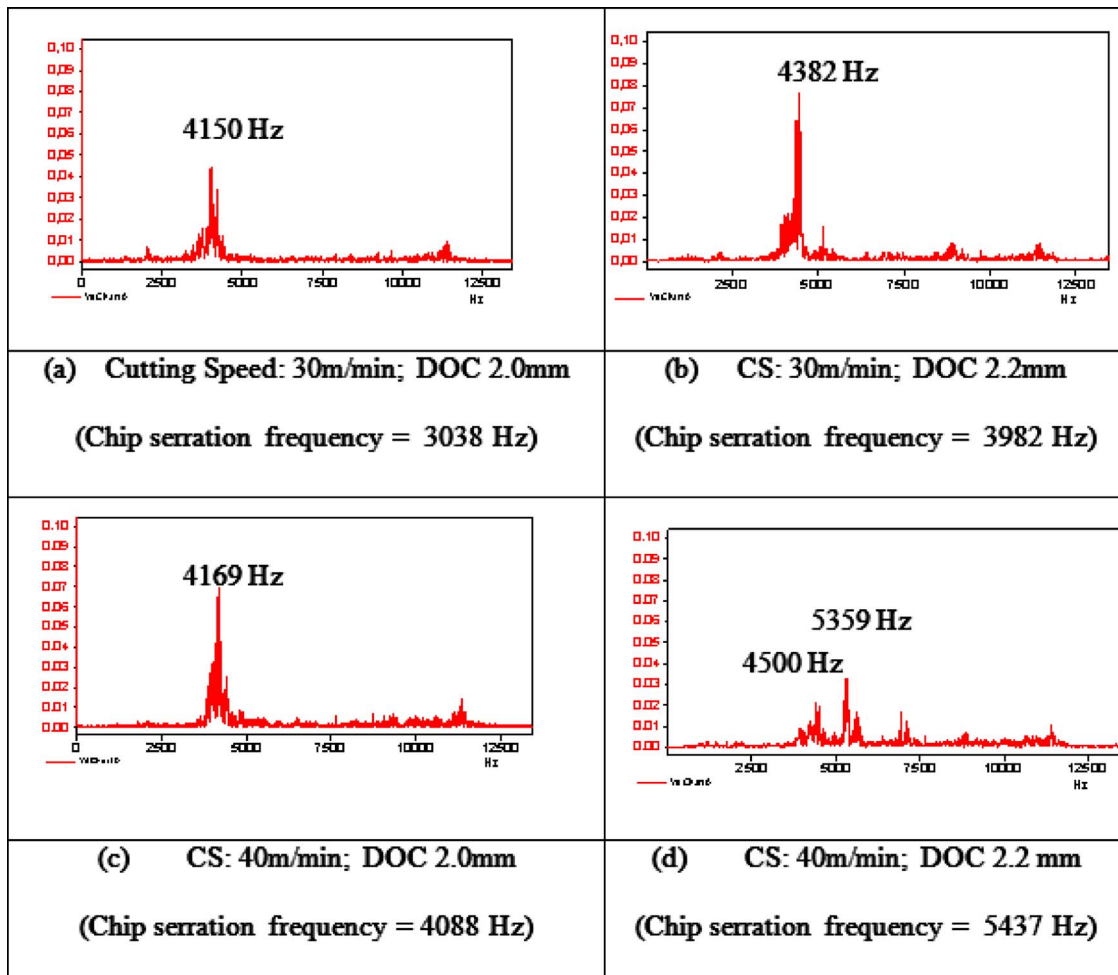 0,10
0,09
0,08
0,07
0,06
0,05
0,04
0,03
0,02
0,01
0,00
4150 Hz
0 2500 5000 7500 10000 12500
Hz
0,10
0,09
0,08
0,07
0,06
0,05
0,04
0,03
0,02
0,01
0,00
4382 Hz
2500 5000 7500 10000 12500
Hz
(a) Cutting Speed: 30m/min; DOC 2.0mm
(Chip serration frequency = 3038 Hz)
(b) CS: 30m/min; DOC 2.2mm
(Chip serration frequency = 3982 Hz)
0.10
0.09
0.08
0.07
0.06
0.05
0.04
0.03
0.02
0.01
0.00
4169 Hz
0 2500 5000 7500 10000 12500
Hz
0.10
0.09
0.08
0.07
0.06
0.05
0.04
0.03
0.02
0.01
0.00
5359 Hz
4500 Hz
2500 5000 7500 10000 12500
Hz
(c) CS: 40m/min; DOC 2.0mm
(Chip serration frequency = 4088 Hz)
(d) CS: 40m/min; DOC 2.2 mm
(Chip serration frequency = 5437 Hz)